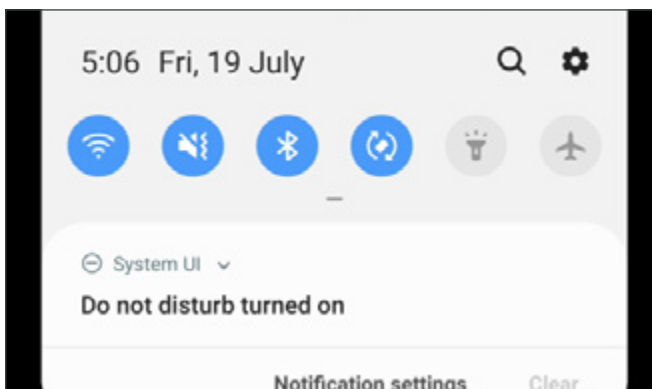 5:06 Fri, 19 July
System UI
Do not disturb turned on
Notification settings Clear